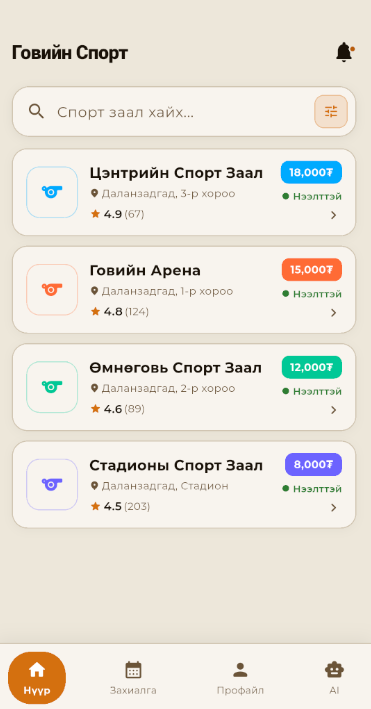 Говийн Спорт
Спорт заал хайх...
Цэнтрийн Спорт Заал
18,000₮
Даланзадгад, 3-р хороо
Нээлттэй
4.9 (67)
Говийн Арена
15,000₮
Даланзадгад, 1-р хороо
Нээлттэй
4.8 (124)
Өмнөговь Спорт Заал
12,000₮
Даланзадгад, 2-р хороо
Нээлттэй
4.6 (89)
Стадионы Спорт Заал
8,000₮
Даланзадгад, Стадион
Нээлттэй
4.5 (203)
Нүүр
Захиалга
Профайл
AI